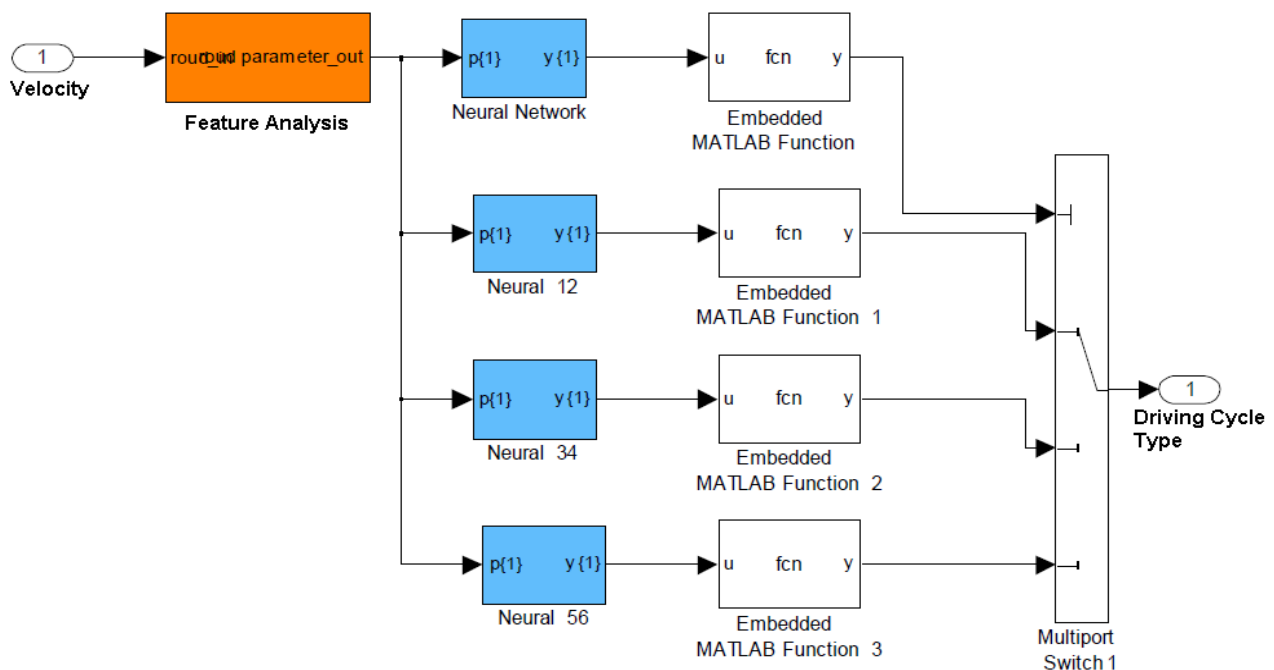 1
Velocity
roud_in
roud parameter_out
Feature Analysis
p{1} y{1}
Neural Network
u fcn y
Embedded
MATLAB Function
p{1} y{1}
Neural 12
u fcn y
Embedded
MATLAB Function 1
p{1} y{1}
Neural 34
u fcn y
Embedded
MATLAB Function 2
p{1} y{1}
Neural 56
u fcn y
Embedded
MATLAB Function 3
Multiport
Switch 1
1
Driving Cycle
Type